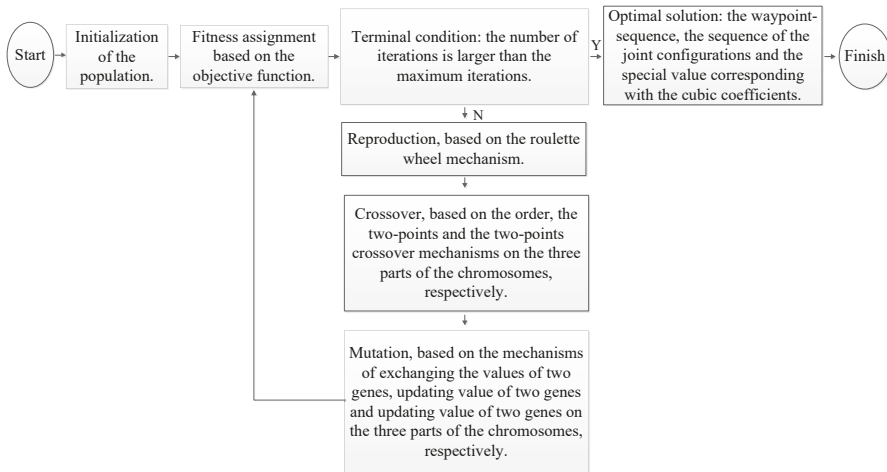 Start
Initialization
of the
population.
Fitness assignment
based on the
objective function.
Terminal condition: the number of
iterations is larger than the
maximum iterations.
Y
Optimal solution: the waypoint-
sequence, the sequence of the
joint configurations and the
special value corresponding
with the cubic coefficients.
Finish
N
Reproduction, based on the roulette
wheel mechanism.
Crossover, based on the order, the
two-points and the two-points
crossover mechanisms on the three
parts of the chromosomes,
respectively.
Mutation, based on the mechanisms
of exchanging the values of two
genes, updating value of two genes
and updating value of two genes on
the three parts of the chromosomes,
respectively.